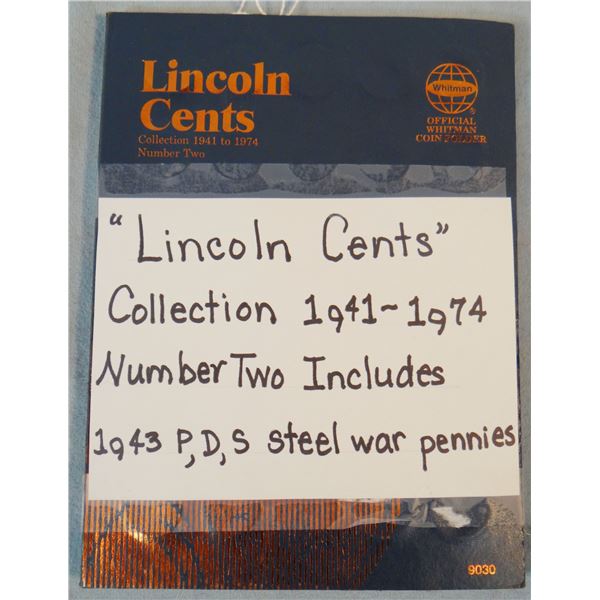 Lincoln
Cents
Collection 1941 to 1974
Number Two
Whitman
®
OFFICIAL
WHITMAN
COIN FOLDER
"Lincoln Cents"
Collection 1941~1974
Number Two Includes
1943 P, D, S steel war pennies
9030